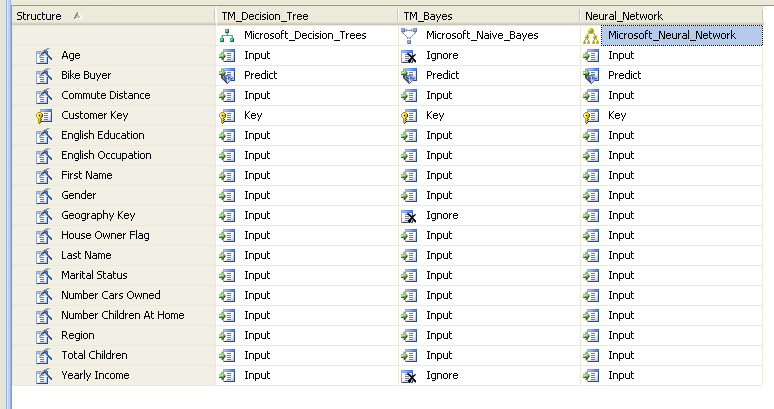 Structure TM_Decision_Tree TM_Bayes Neural_Network
Microsoft_Decision_Trees Microsoft_Naive_Bayes Microsoft_Neural_Network
Age Input Ignore Input
Bike Buyer Predict Predict Predict
Commute Distance Input Input Input
Customer Key Key Key Key
English Education Input Input Input
English Occupation Input Input Input
First Name Input Input Input
Gender Input Input Input
Geography Key Input Ignore Input
House Owner Flag Input Input Input
Last Name Input Input Input
Marital Status Input Input Input
Number Cars Owned Input Input Input
Number Children At Home Input Input Input
Region Input Input Input
Total Children Input Input Input
Yearly Income Input Ignore Input